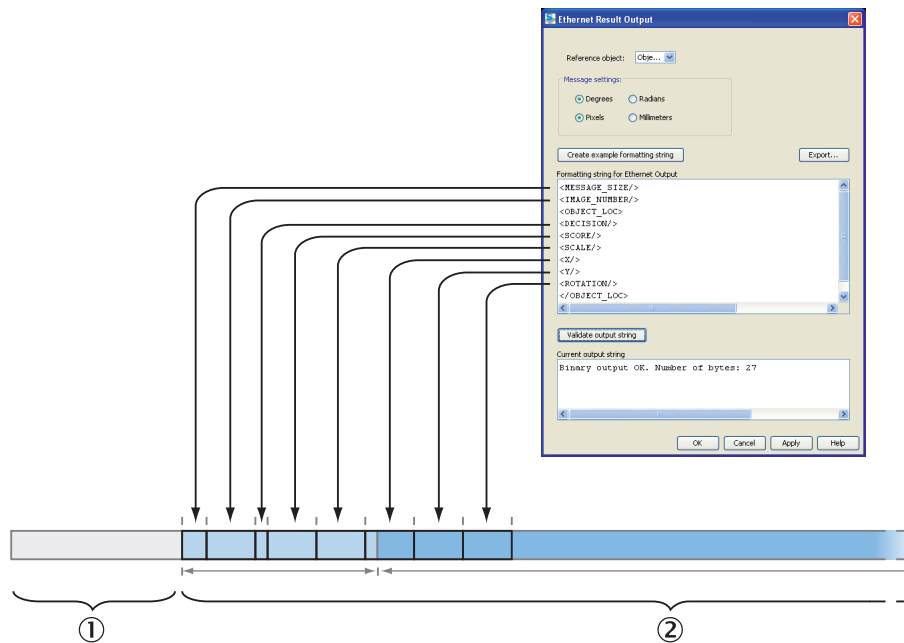 Ethernet Result Output
Reference object: Obje...
Message settings:
Degrees Radians
Pixels Millimeters
Create example formatting string Export...
Formatting string for Ethernet Output
<MESSAGE_SIZE/>
<IMAGE_NUMBER/>
<OBJECT_LOC>
<DECISION/>
<SCORE/>
<SCALE/>
<X/>
<Y/>
<ROTATION/>
</OBJECT_LOC>
Validate output string
Current output string
Binary output OK. Number of bytes: 27
OK Cancel Apply Help
① ②